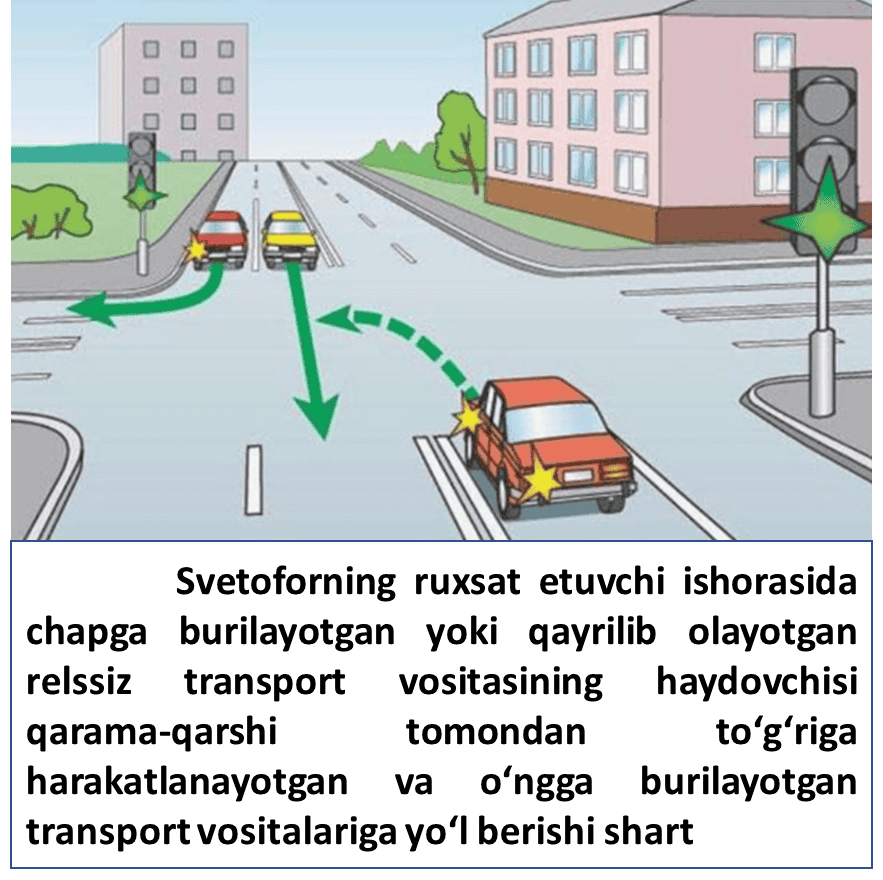 Svetoforning ruxsat etuvchi ishorasida
chapga burilayotgan yoki qayrilib olayotgan
relssiz transport vositasining haydovchisi
qarama-qarshi tomondan to‘g‘riga
harakatlanayotgan va o‘ngga burilayotgan
transport vositalariga yo‘l berishi shart